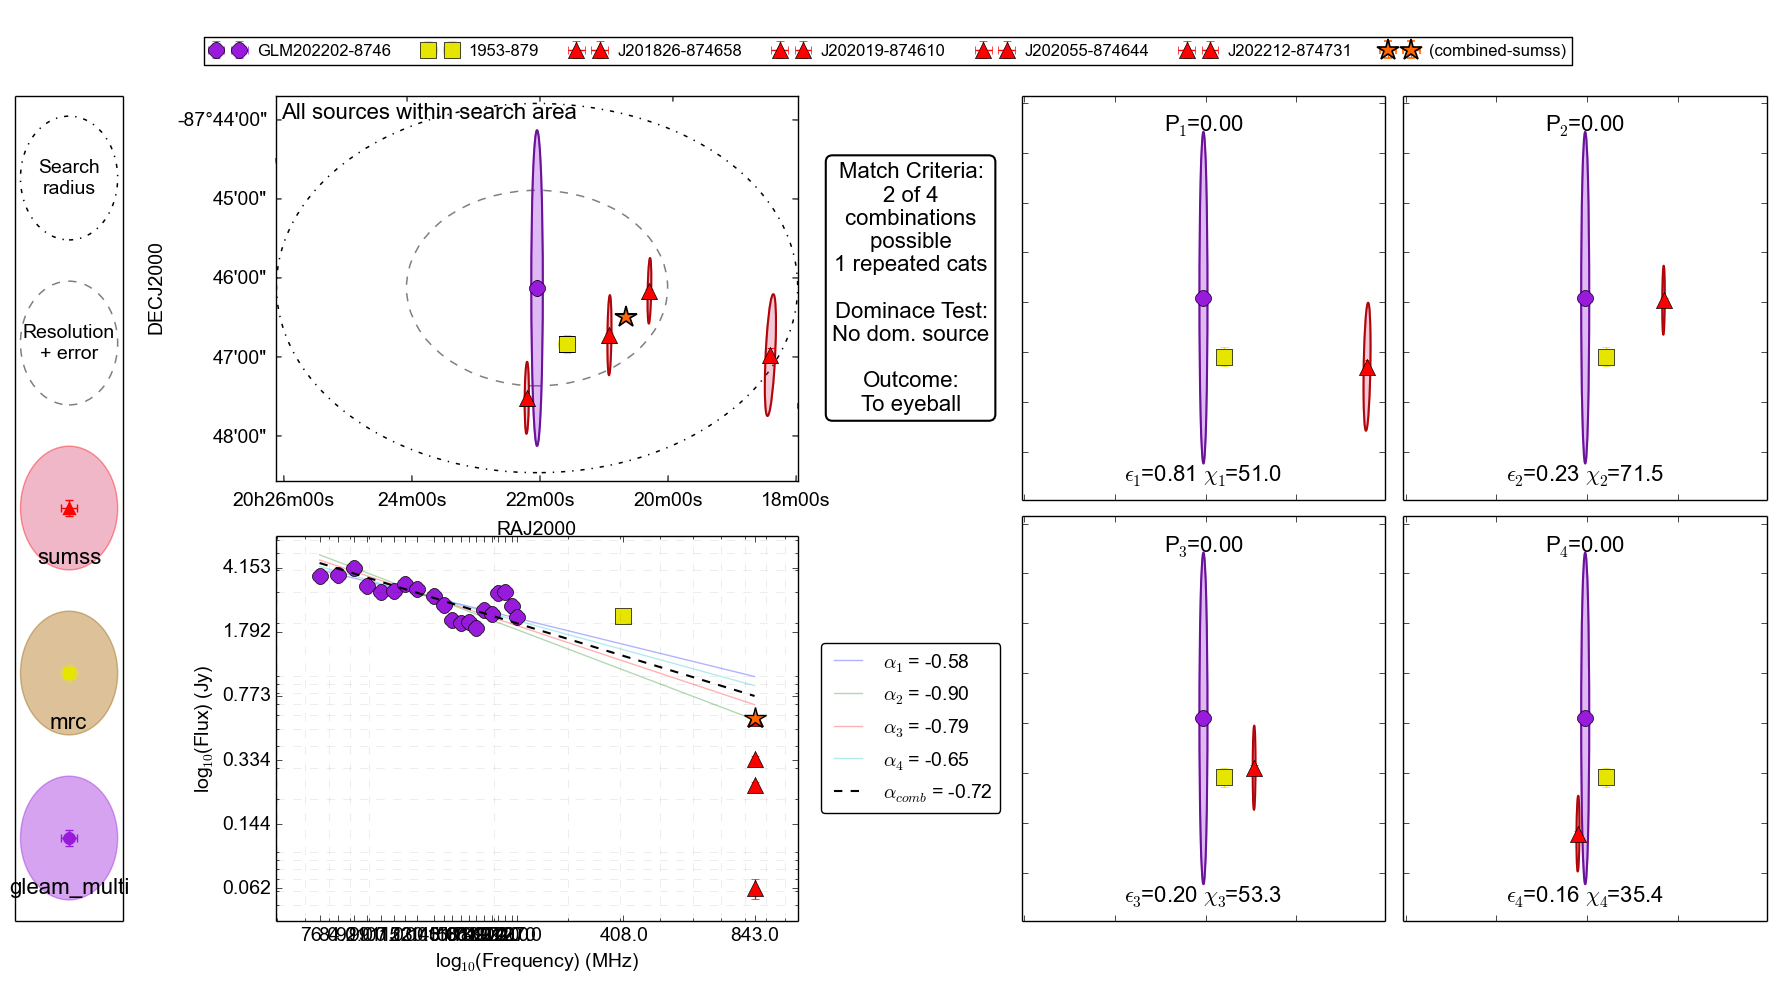 GLM202202-8746 1953-879 J201826-874658 J202019-874610 J202055-874644 J202212-874731 (combined-sumss)
Search
radius
Resolution
+ error
sumss
mrc
gleam_multi
All sources within search area
DECJ2000
-87°44'00"
45'00"
46'00"
47'00"
48'00"
20h26m00s 24m00s 22m00s 20m00s 18m00s
RAJ2000
Match Criteria:
2 of 4
combinations
possible
1 repeated cats
Dominace Test:
No dom. source
Outcome:
To eyeball
P1=0.00
ϵ1=0.81 χ1=51.0
P2=0.00
ϵ2=0.23 χ2=71.5
log10(Flux) (Jy)
4.153
1.792
0.773
0.334
0.144
0.062
408.0 843.0
log10(Frequency) (MHz)
α1 = -0.58
α2 = -0.90
α3 = -0.79
α4 = -0.65
αcomb = -0.72
P3=0.00
ϵ3=0.20 χ3=53.3
P4=0.00
ϵ4=0.16 χ4=35.4